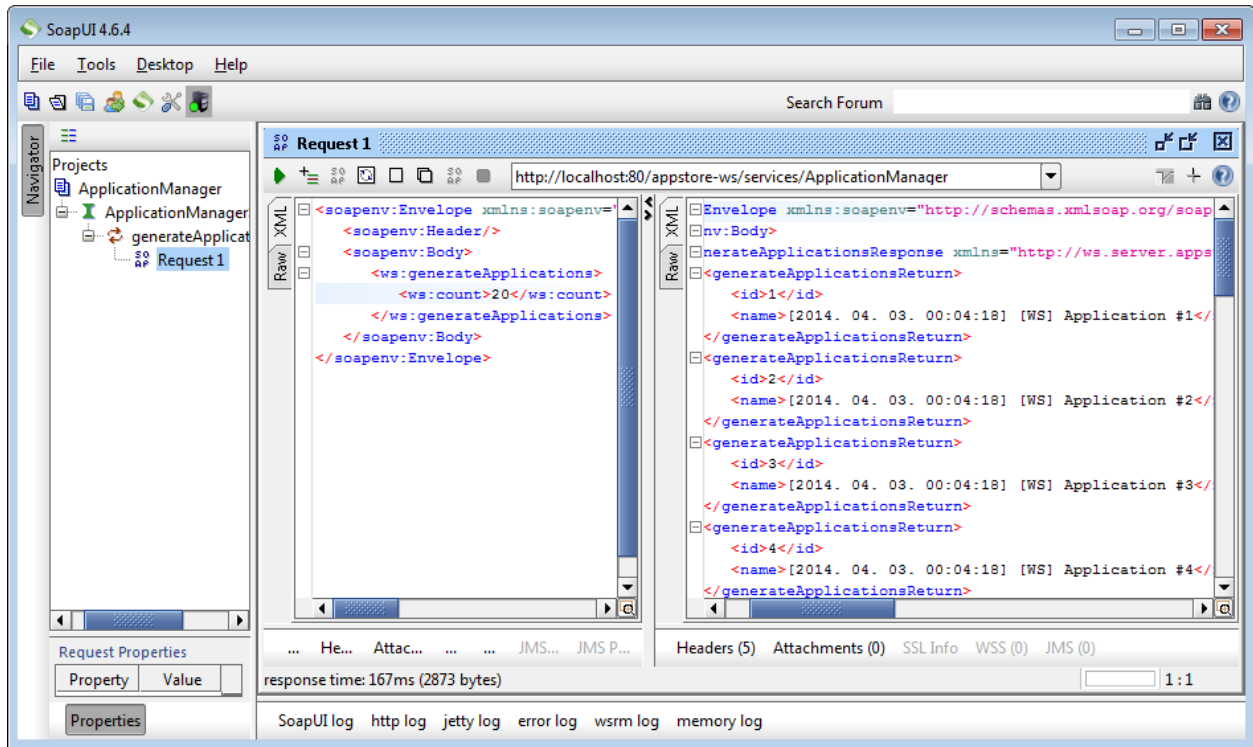 SoapUI 4.6.4
File Tools Desktop Help
Search Forum
Navigator
Projects
ApplicationManager
ApplicationManager
generateApplicat
Request 1
Request Properties
Property Value
Properties
Request 1
http://localhost:80/appstore-ws/services/ApplicationManager
XML
Raw
<soapenv:Envelope xmlns:soapenv="
<soapenv:Header/>
<soapenv:Body>
<ws:generateApplications>
<ws:count>20</ws:count>
</ws:generateApplications>
</soapenv:Body>
</soapenv:Envelope>
... He... Attac... ... ... JMS... JMS P...
XML
Raw
Envelope xmlns:soapenv="http://schemas.xmlsoap.org/soap
nv:Body>
nerateApplicationsResponse xmlns="http://ws.server.apps
<generateApplicationsReturn>
<id>1</id>
<name>[2014. 04. 03. 00:04:18] [WS] Application #1</
</generateApplicationsReturn>
<generateApplicationsReturn>
<id>2</id>
<name>[2014. 04. 03. 00:04:18] [WS] Application #2</
</generateApplicationsReturn>
<generateApplicationsReturn>
<id>3</id>
<name>[2014. 04. 03. 00:04:18] [WS] Application #3</
</generateApplicationsReturn>
<generateApplicationsReturn>
<id>4</id>
<name>[2014. 04. 03. 00:04:18] [WS] Application #4</
</generateApplicationsReturn>
Headers (5) Attachments (0) SSL Info WSS (0) JMS (0)
response time: 167ms (2873 bytes)
1 : 1
SoapUI log http log jetty log error log wsrm log memory log